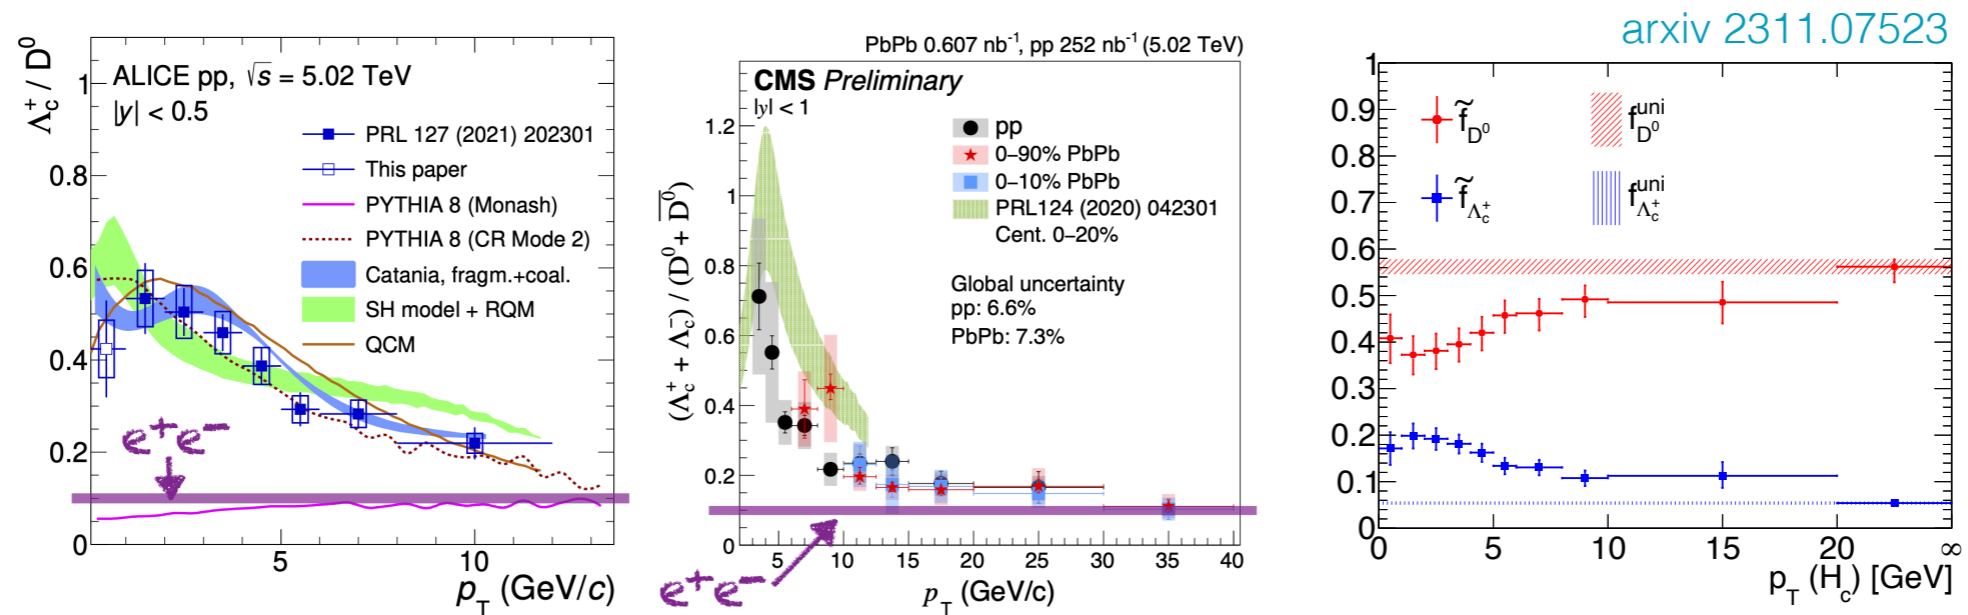 arxiv 2311.07523
Λc+ / D0
ALICE pp, √s = 5.02 TeV
|y| < 0.5
PRL 127 (2021) 202301
This paper
PYTHIA 8 (Monash)
PYTHIA 8 (CR Mode 2)
Catania, fragm.+coal.
SH model + RQM
QCM
e+e−
1
0.8
0.6
0.4
0.2
0
5
10
pT (GeV/c)
PbPb 0.607 nb-1, pp 252 nb-1 (5.02 TeV)
CMS Preliminary
|y| < 1
pp
0–90% PbPb
0–10% PbPb
PRL124 (2020) 042301
Cent. 0–20%
Global uncertainty
pp: 6.6%
PbPb: 7.3%
(Λc+ + Λc−) / (D0 + D̅0)
1.2
1
0.8
0.6
0.4
0.2
0
5 10 15 20 25 30 35 40
pT (GeV/c)
e+e−
1
0.9
0.8
0.7
0.6
0.5
0.4
0.3
0.2
0.1
0
f̃D0 funiD0
f̃Λc+ funiΛc+
0 5 10 15 20 ∞
pT (Hc) [GeV]